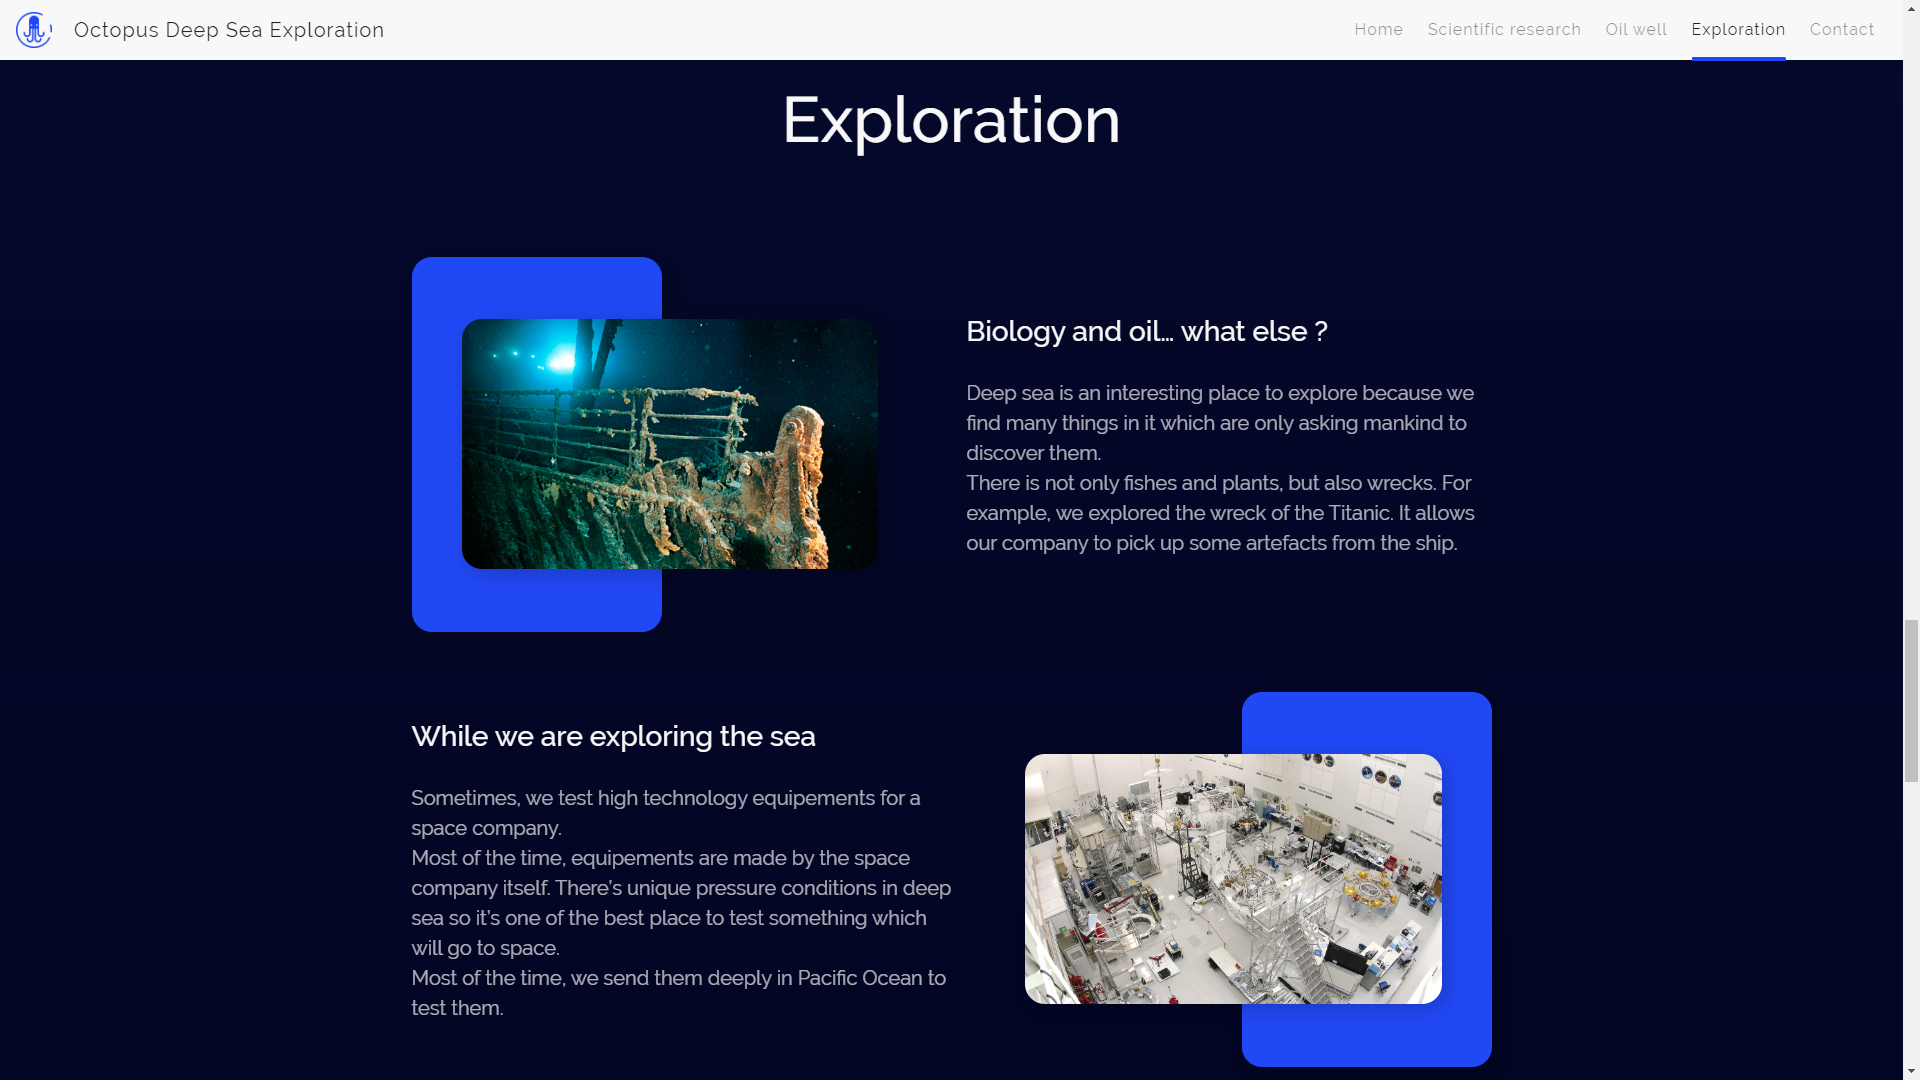 Octopus Deep Sea Exploration
Home
Scientific research
Oil well
Exploration
Contact
Exploration
Biology and oil... what else ?
Deep sea is an interesting place to explore because we
find many things in it which are only asking mankind to
discover them.
There is not only fishes and plants, but also wrecks. For
example, we explored the wreck of the Titanic. It allows
our company to pick up some artefacts from the ship.
While we are exploring the sea
Sometimes, we test high technology equipements for a
space company.
Most of the time, equipements are made by the space
company itself. There's unique pressure conditions in deep
sea so it's one of the best place to test something which
will go to space.
Most of the time, we send them deeply in Pacific Ocean to
test them.